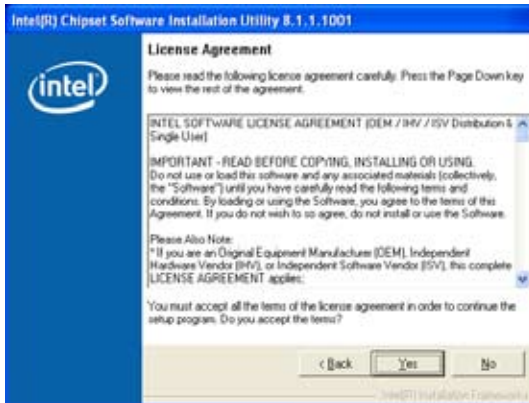 Intel(R) Chipset Software Installation Utility 8.1.1.1001
intel
License Agreement
Please read the following license agreement carefully. Press the Page Down key
to view the rest of the agreement.
INTEL SOFTWARE LICENSE AGREEMENT (OEM / IHV / ISV Distribution &
Single User)
IMPORTANT - READ BEFORE COPYING, INSTALLING OR USING.
Do not use or load this software and any associated materials (collectively,
the "Software") until you have carefully read the following terms and
conditions. By loading or using the Software, you agree to the terms of this
Agreement. If you do not wish to so agree, do not install or use the Software.
Please Also Note:
* If you are an Original Equipment Manufacturer (OEM), Independent
Hardware Vendor (IHV), or Independent Software Vendor (ISV), this complete
LICENSE AGREEMENT applies;
You must accept all the terms of the license agreement in order to continue the
setup program. Do you accept the terms?
< Back
Yes
No
Intel(R) Installation Framework